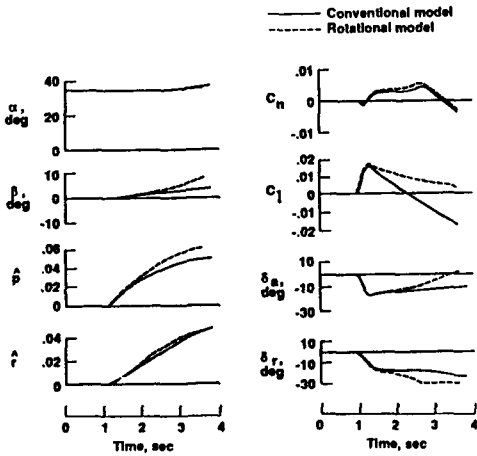 Conventional model
Rotational model
α, deg
40
20
0
β, deg
10
0
-10
p̂
.06
.04
.02
0
r̂
.04
.02
0
0 1 2 3 4
Time, sec
Cn
.01
0
-.01
Cl
.02
.01
0
-.01
-.02
δa, deg
10
-10
-30
δr, deg
10
-10
-30
0 1 2 3 4
Time, sec